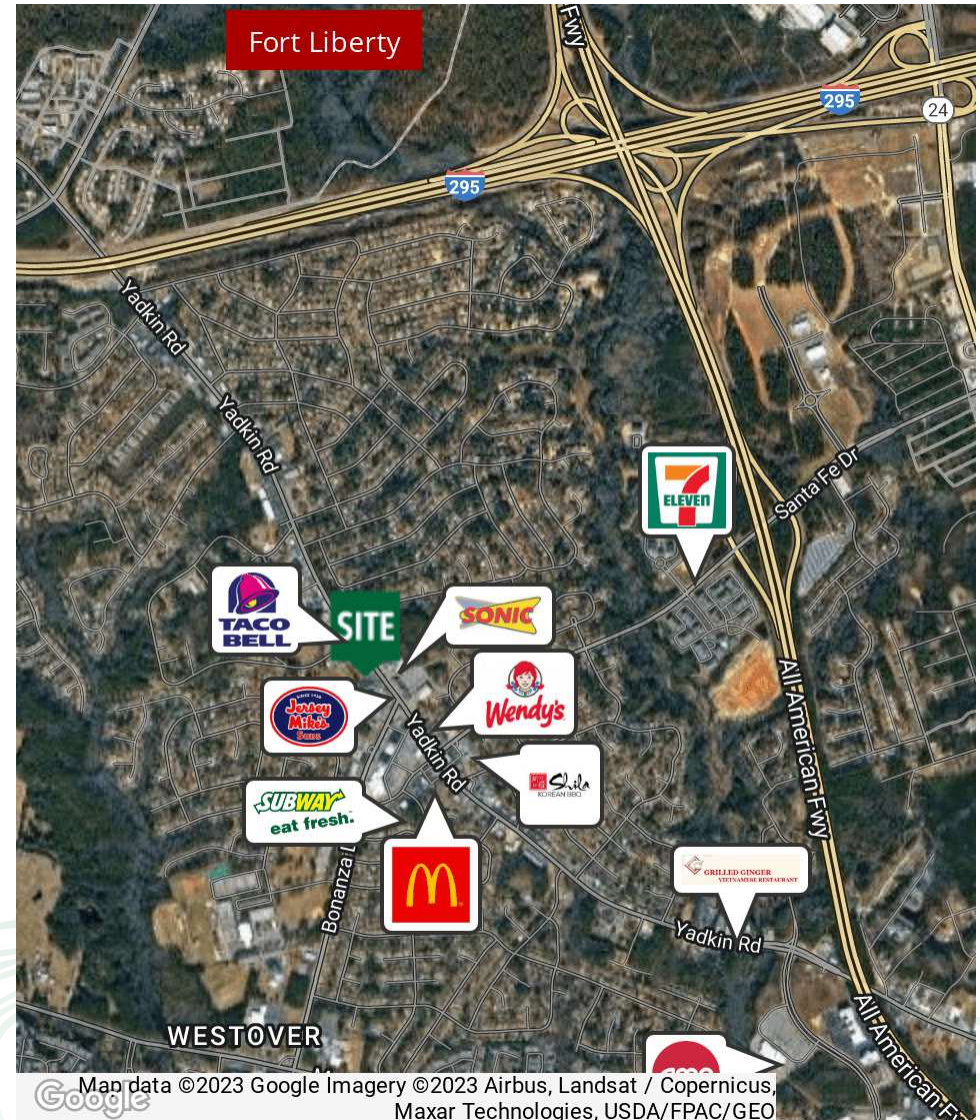 Fort Liberty
Fwy
295
24
295
Yadkin Rd
Yadkin Rd
Santa Fe Dr
7
ELEVEN
TACO
BELL
SITE
SONIC
SINCE 1956
Jersey
Mike's
Subs
Wendy's
Yadkin Rd
Shila
KOREAN BBQ
SUBWAY
eat fresh.
All American Fwy
GRILLED GINGER
VIETNAMESE RESTAURANT
Bonanza
Yadkin Rd
All American
WESTOVER
Google
Map data ©2023 Google Imagery ©2023 Airbus, Landsat / Copernicus,
Maxar Technologies, USDA/FPAC/GEO